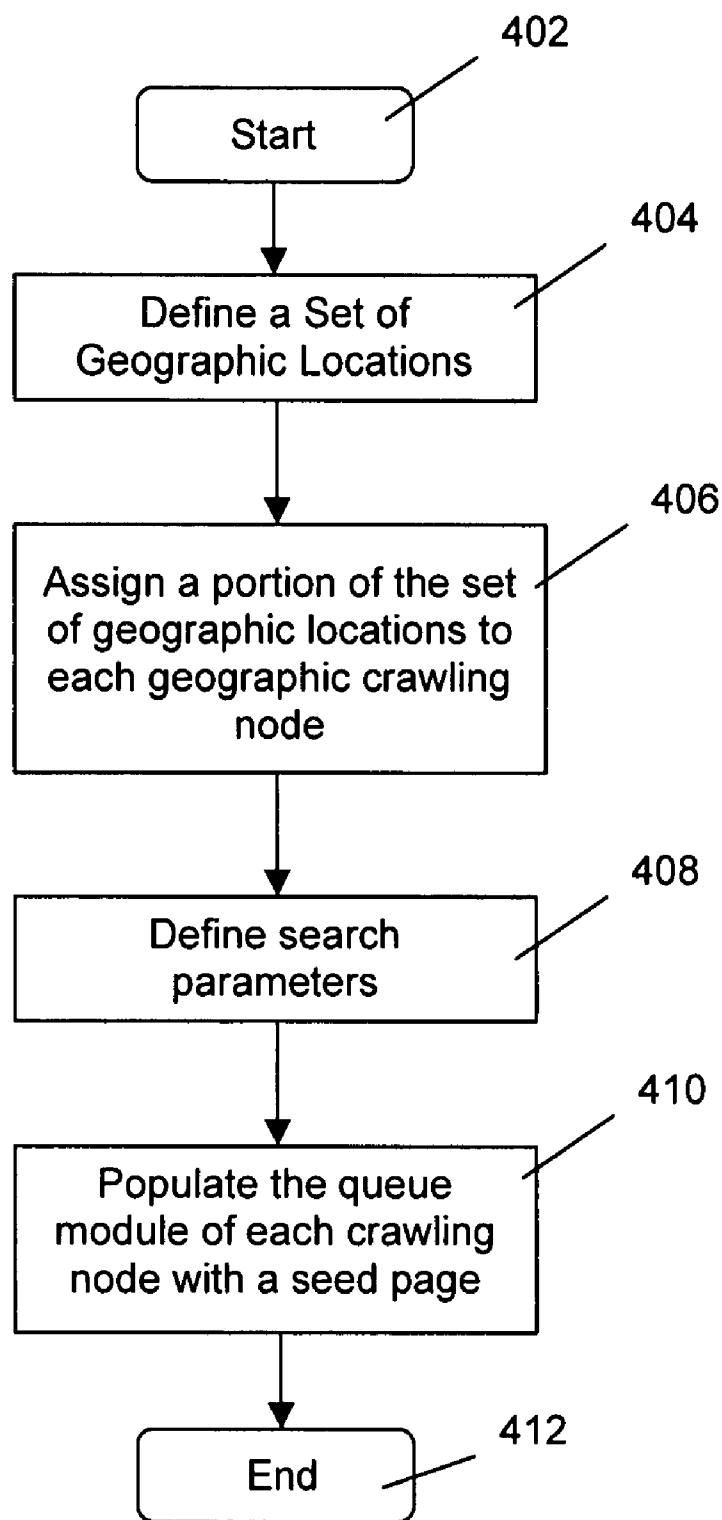 402
Start
404
Define a Set of
Geographic Locations
406
Assign a portion of the set
of geographic locations to
each geographic crawling
node
408
Define search
parameters
410
Populate the queue
module of each crawling
node with a seed page
412
End